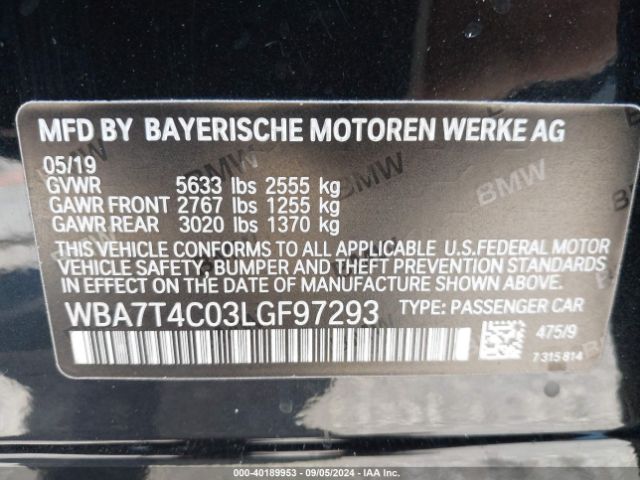 MFD BY BAYERISCHE MOTOREN WERKE AG
05/19
GVWR 5633 lbs 2555 kg
GAWR FRONT 2767 lbs 1255 kg
GAWR REAR 3020 lbs 1370 kg
THIS VEHICLE CONFORMS TO ALL APPLICABLE U.S.FEDERAL MOTOR
VEHICLE SAFETY, BUMPER AND THEFT PREVENTION STANDARDS
IN EFFECT ON THE DATE OF MANUFACTURE SHOWN ABOVE.
WBA7T4C03LGF97293 TYPE: PASSENGER CAR
475/9
7 315 814
BMW
BMW
BMW
000-40189953 - 09/05/2024 - IAA Inc.